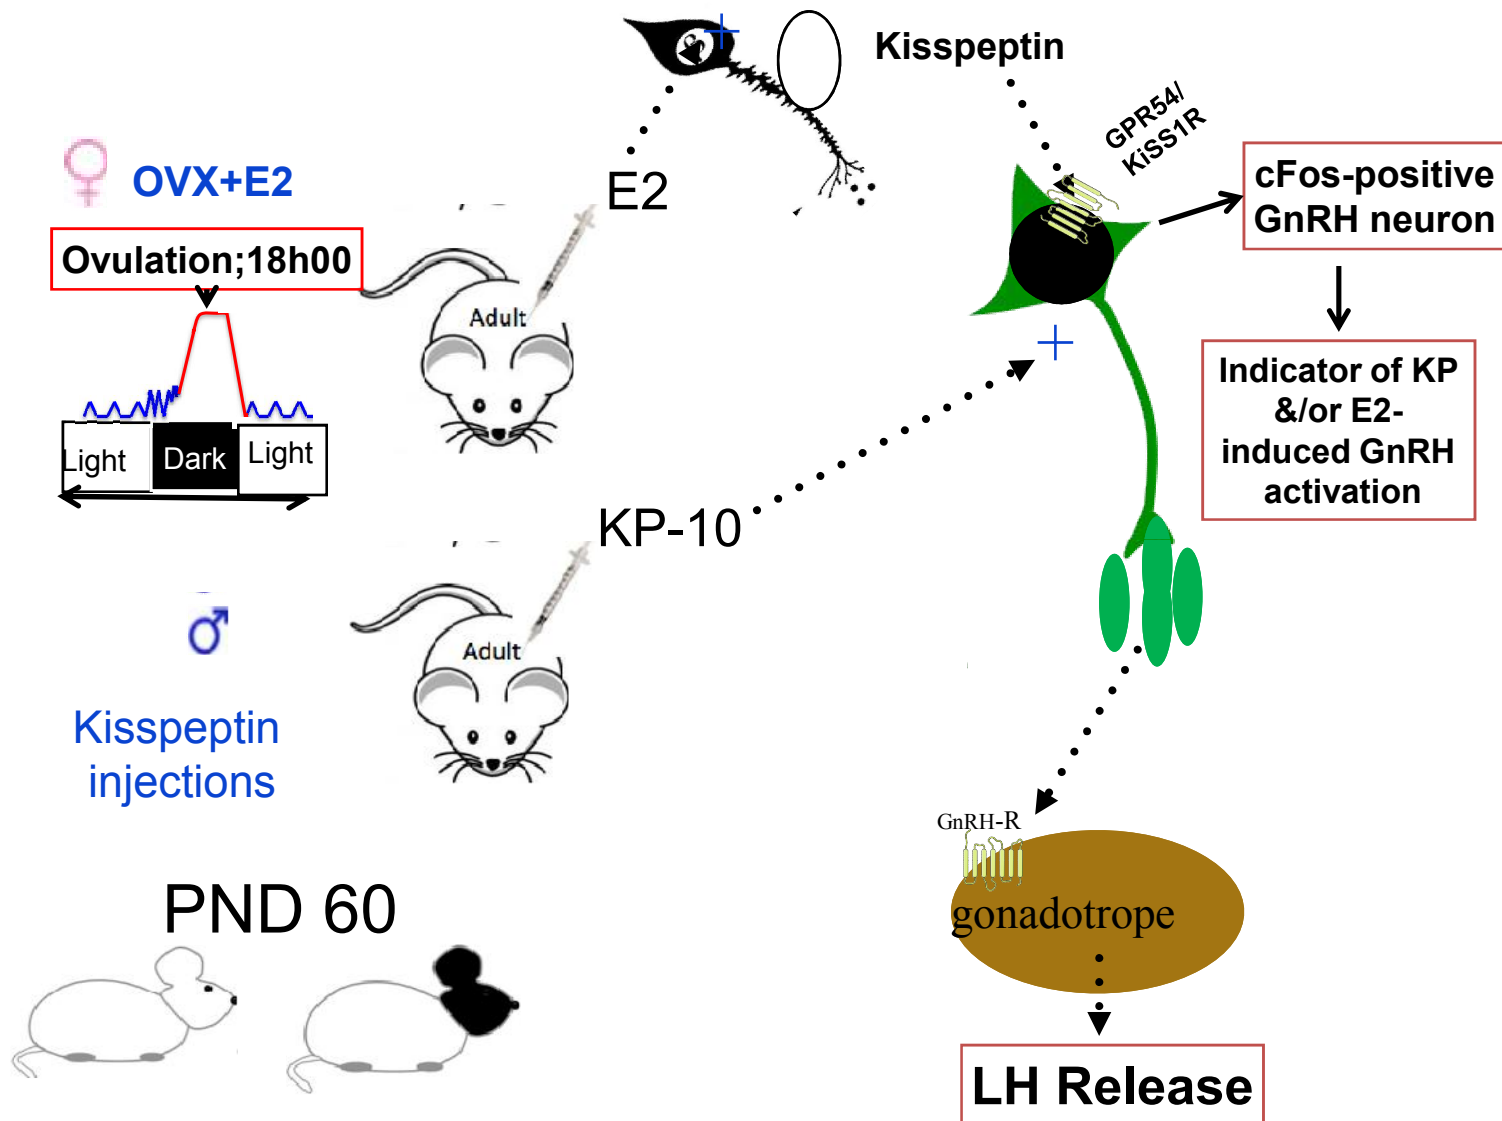 Kisspeptin
GPR54/
KiSS1R
cFos-positive
GnRH neuron
OVX+E2
E2
Ovulation;18h00
Adult
Light
Dark
Light
Indicator of KP
&/or E2-
induced GnRH
activation
KP-10
Adult
Kisspeptin
injections
GnRH-R
gonadotrope
PND 60
LH Release